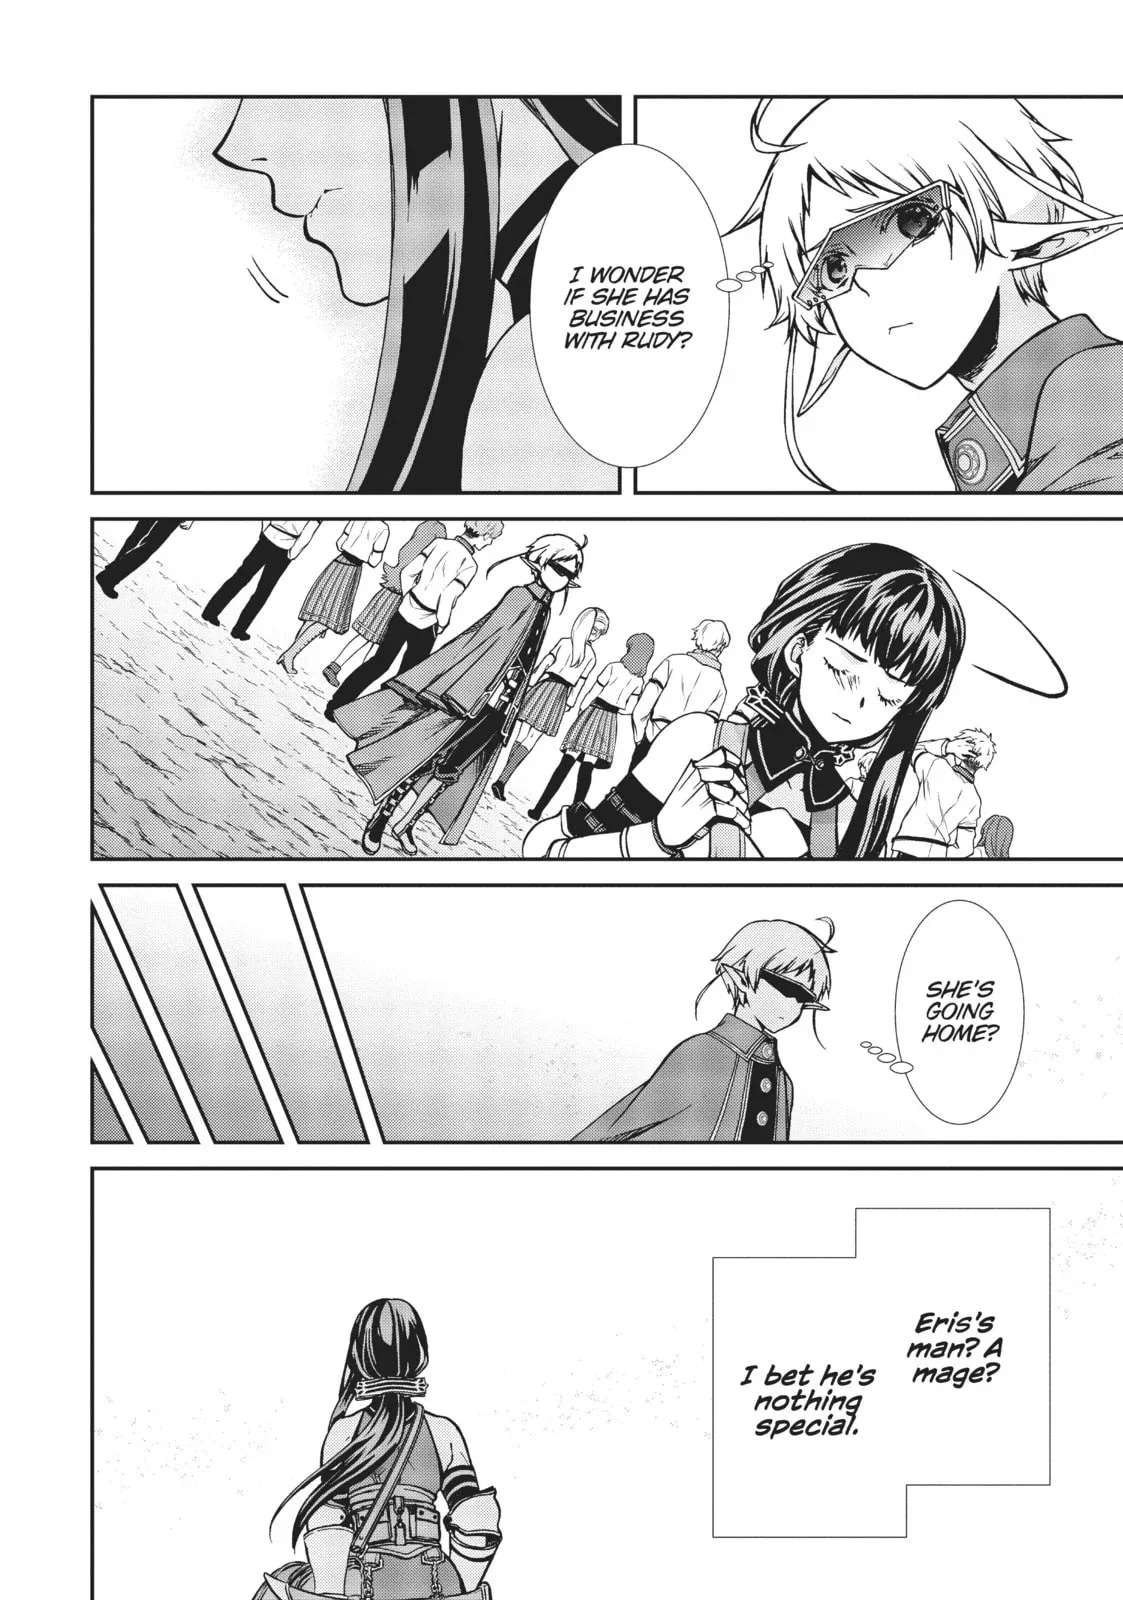 I WONDER
IF SHE HAS
BUSINESS
WITH RUDY?
SHE'S
GOING
HOME?
Eris's
man? A
mage?
I bet he's
nothing
special.